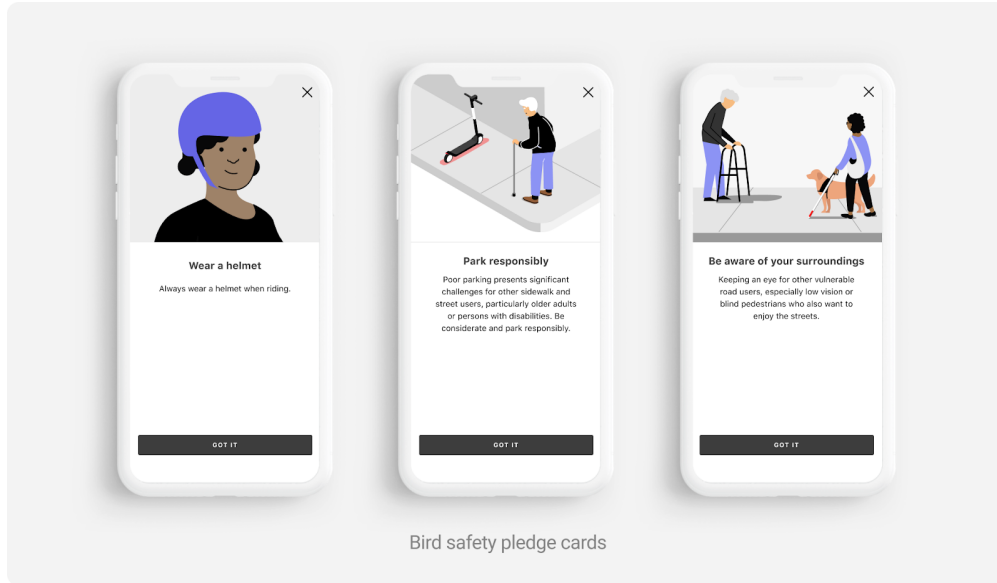 Wear a helmet
Always wear a helmet when riding.
GOT IT
Park responsibly
Poor parking presents significant
challenges for other sidewalk and
street users, particularly older adults
or persons with disabilities. Be
considerate and park responsibly.
GOT IT
Be aware of your surroundings
Keeping an eye for other vulnerable
road users, especially low vision or
blind pedestrians who also want to
enjoy the streets.
GOT IT
Bird safety pledge cards